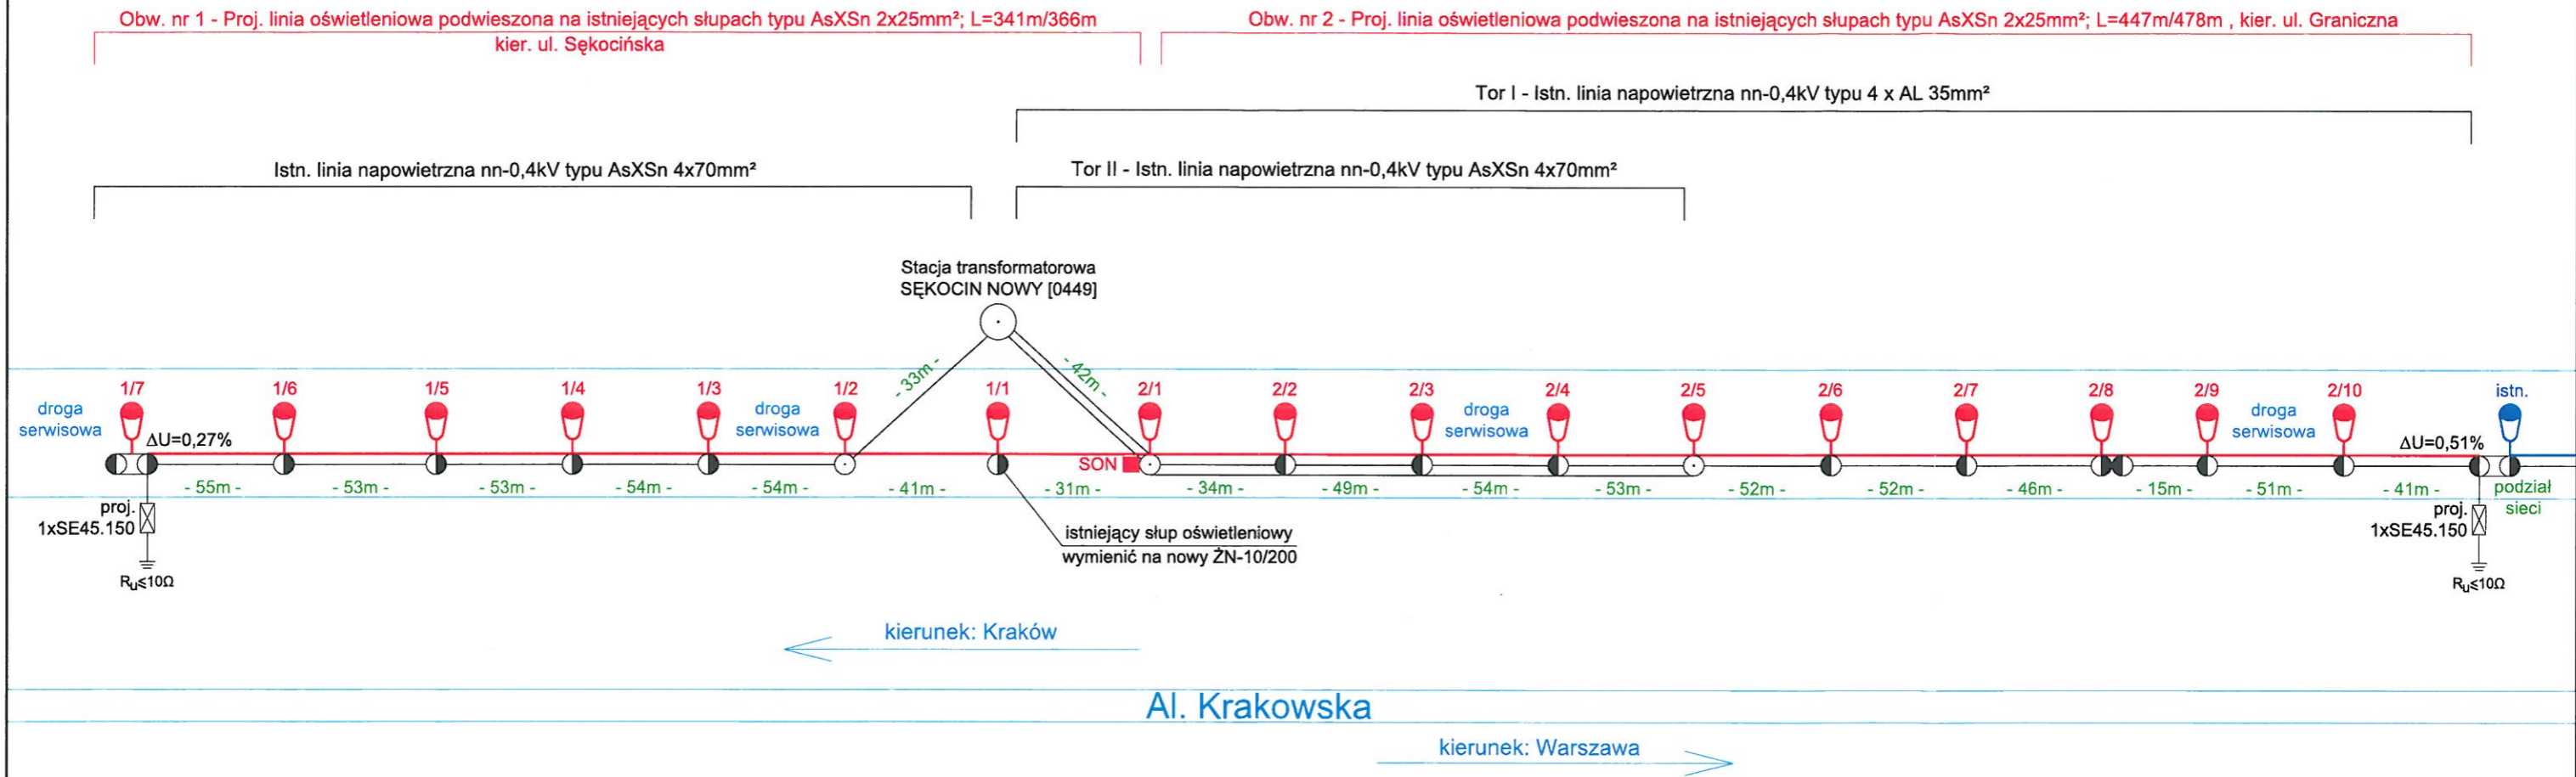 Obw. nr 1 - Proj. linia oświetleniowa podwieszona na istniejących słupach typu AsXSn 2x25mm²; L=341m/366m
kier. ul. Sękocińska
Obw. nr 2 - Proj. linia oświetleniowa podwieszona na istniejących słupach typu AsXSn 2x25mm²; L=447m/478m , kier. ul. Graniczna
Tor I - Istn. linia napowietrzna nn-0,4kV typu 4 x AL 35mm²
Istn. linia napowietrzna nn-0,4kV typu AsXSn 4x70mm²
Tor II - Istn. linia napowietrzna nn-0,4kV typu AsXSn 4x70mm²
Stacja transformatorowa
SĘKOCIN NOWY [0449]
- 33m -
- 42m -
1/7 1/6 1/5 1/4 1/3 1/2 1/1 2/1 2/2 2/3 2/4 2/5 2/6 2/7 2/8 2/9 2/10 istn.
droga
serwisowa
droga
serwisowa
droga
serwisowa
droga
serwisowa
ΔU=0,27%
ΔU=0,51%
SON
- 55m - - 53m - - 53m - - 54m - - 54m - - 41m - - 31m - - 34m - - 49m - - 54m - - 53m - - 52m - - 52m - - 46m - - 15m - - 51m - - 41m -
podział
sieci
proj.
1xSE45.150
Ru≤10Ω
istniejący słup oświetleniowy
wymienić na nowy ŻN-10/200
proj.
1xSE45.150
Ru≤10Ω
kierunek: Kraków
Al. Krakowska
kierunek: Warszawa